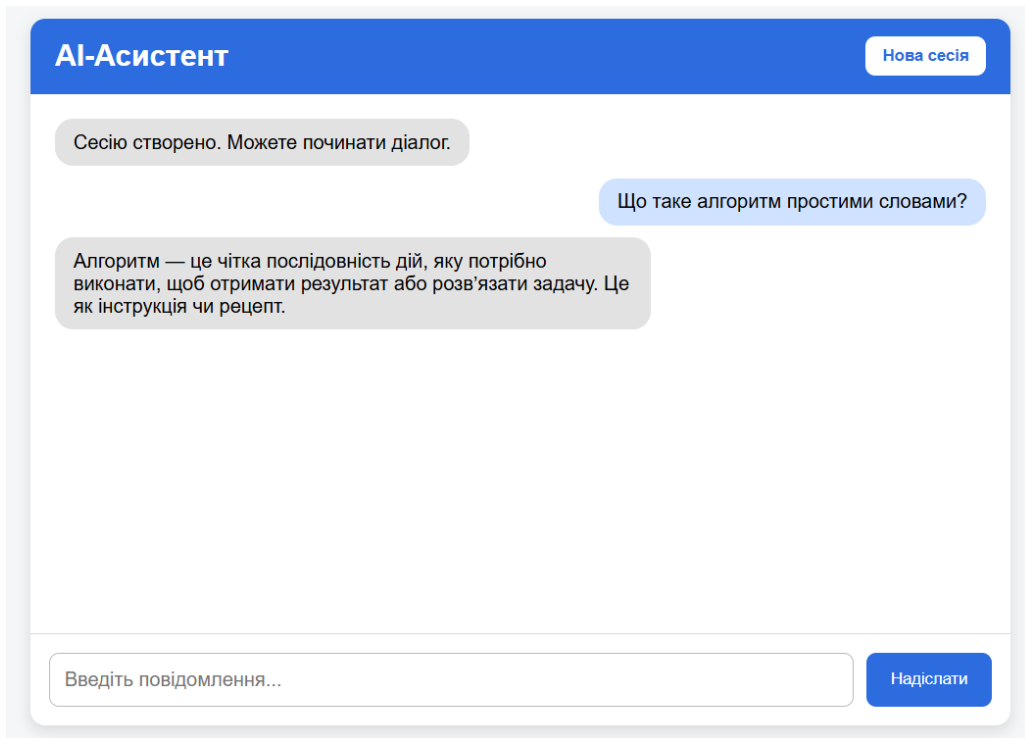 АІ-Асистент
Нова сесія
Сесію створено. Можете починати діалог.
Що таке алгоритм простими словами?
Алгоритм — це чітка послідовність дій, яку потрібно
виконати, щоб отримати результат або розв’язати задачу. Це
як інструкція чи рецепт.
Введіть повідомлення...
Надіслати